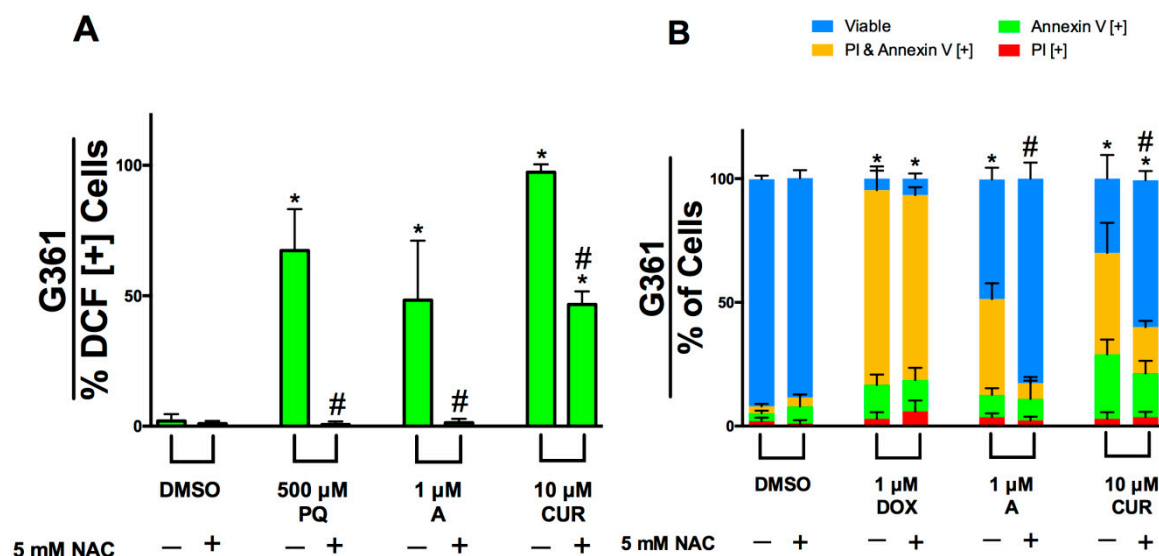 A
G361
% DCF [+] Cells
100
50
0
*
*
*
#
#
#
*
DMSO
500 µM
PQ
1 µM
A
10 µM
CUR
5 mM NAC
— + — + — + — +
B
Viable
Annexin V [+]
PI & Annexin V [+]
PI [+]
G361
% of Cells
100
50
0
*
*
*
#
*
#
*
DMSO
1 µM
DOX
1 µM
A
10 µM
CUR
5 mM NAC
— + — + — + — +